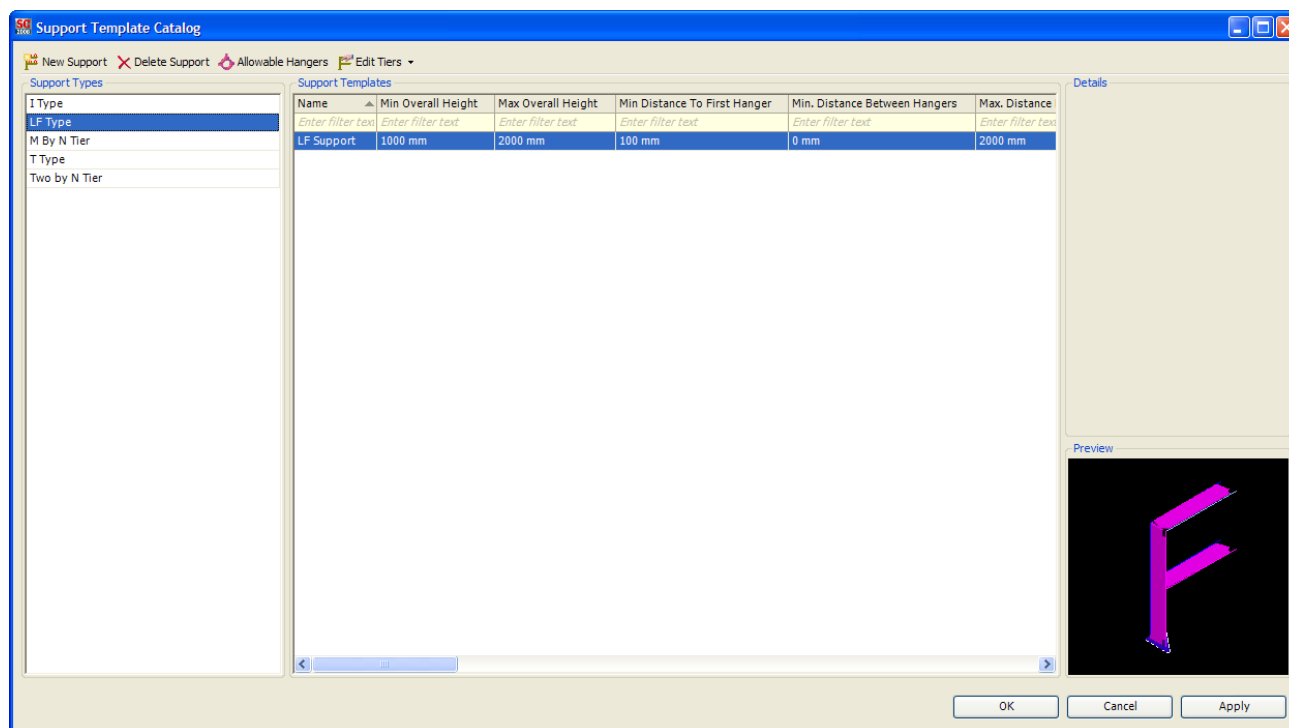 Support Template Catalog
New Support Delete Support Allowable Hangers Edit Tiers
Support Types
I Type
LF Type
M By N Tier
T Type
Two by N Tier
Support Templates
Name Min Overall Height Max Overall Height Min Distance To First Hanger Min. Distance Between Hangers Max. Distance
Enter filter text Enter filter text Enter filter text Enter filter text Enter filter text Enter filter text
LF Support 1000 mm 2000 mm 100 mm 0 mm 2000 mm
Details
Preview
OK Cancel Apply